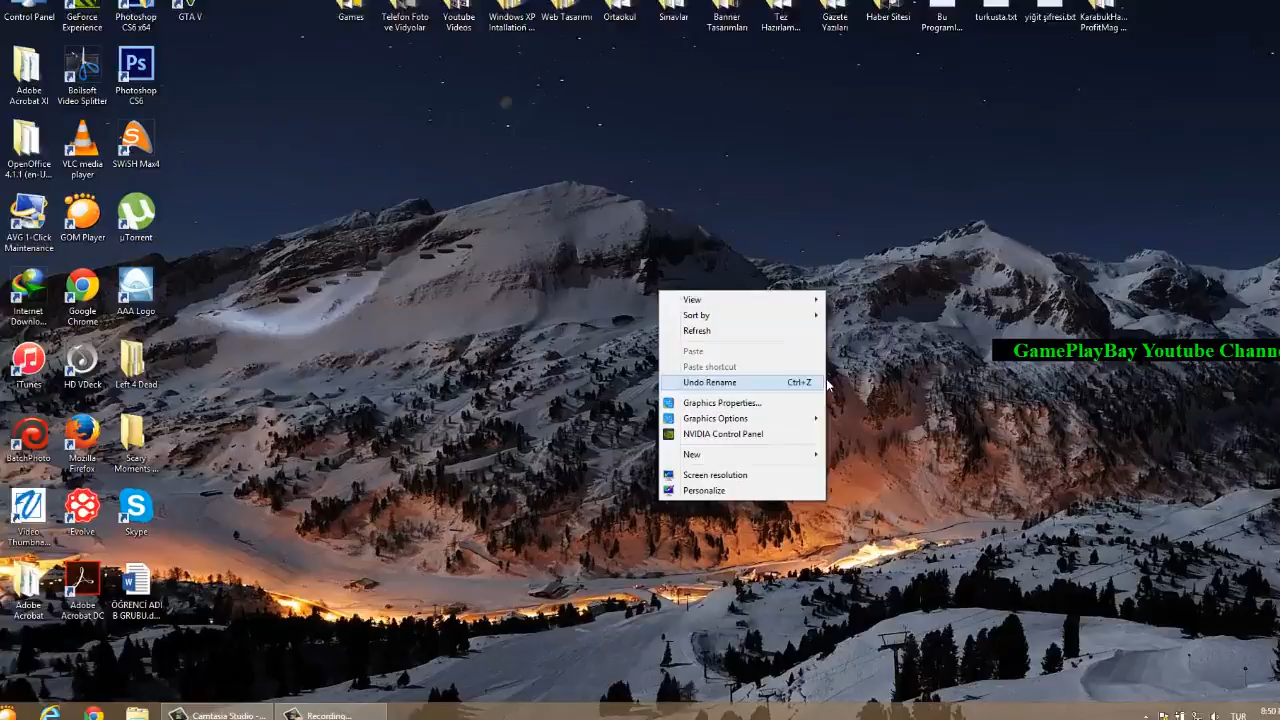 Control Panel
GeForce
Experience
Photoshop
CS6 x64
GTA V
Games
Telefon Foto
ve Vidyolar
Youtube
Videos
Windows XP
Intallation ...
Web Tasarımı
Ortaokul
Sınavlar
Banner
Tasarımları
Tez
Hazırlam...
Gazete
Yazıları
Haber Sitesi
Bu
Programl...
turkusta.txt
yiğit şifresi.txt
KarabukHa...
ProfitMag ...
Adobe
Acrobat XI
Boilsoft
Video Splitter
Ps
Photoshop
CS6
OpenOffice
4.1.1 (en-U...
VLC media
player
SWiSH Max4
AVG 1-Click
Maintenance
GOM Player
µTorrent
Internet
Downlo...
Google
Chrome
AAA Logo
iTunes
HD VDeck
Left 4 Dead
BatchPhoto
Mozilla
Firefox
Scary
Moments ...
Video
Thumbna...
Evolve
Skype
Adobe
Acrobat
Adobe
Acrobat DC
ÖĞRENCİ ADI
B GRUBU.d...
View
Sort by
Refresh
Paste
Paste shortcut
Undo Rename Ctrl+Z
Graphics Properties...
Graphics Options
NVIDIA Control Panel
New
Screen resolution
Personalize
GamePlayBay Youtube Chann
Camtasia Studio - ...
Recording...
TUR
8:50